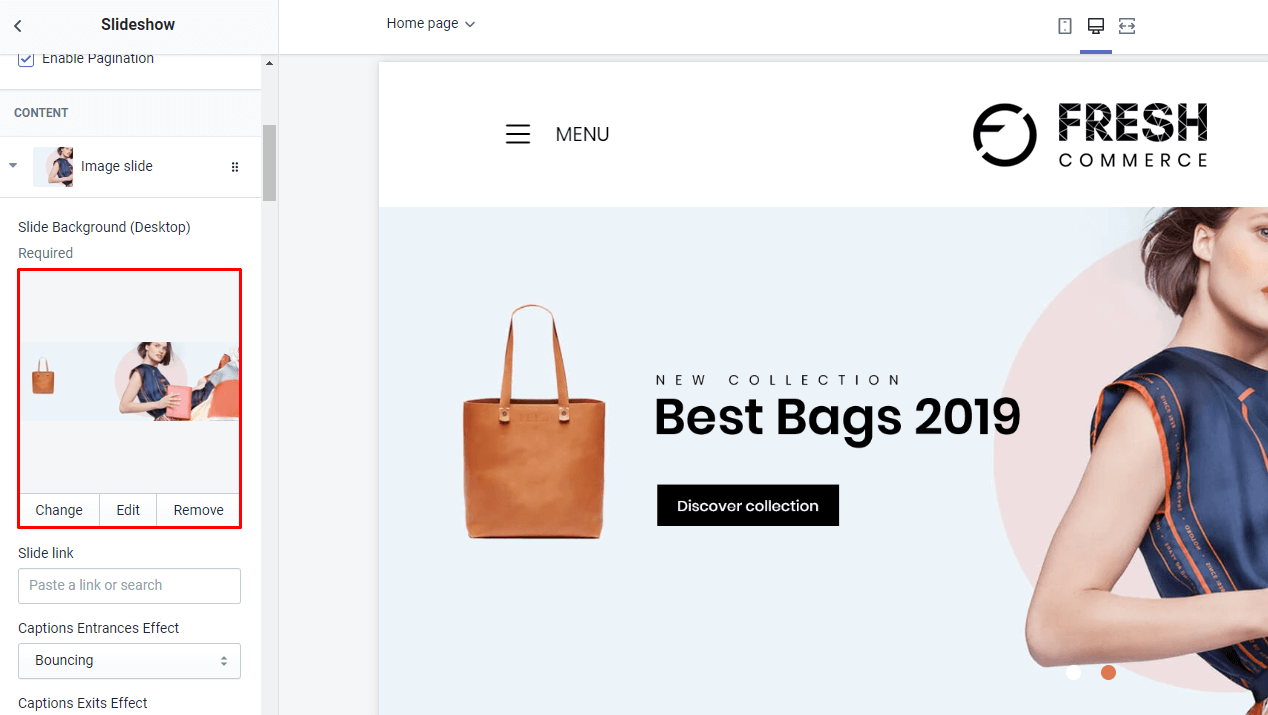 Slideshow
Home page
Enable Pagination
CONTENT
Image slide
Slide Background (Desktop)
Required
Change Edit Remove
Slide link
Paste a link or search
Captions Entrances Effect
Bouncing
Captions Exits Effect
MENU
FRESH
COMMERCE
NEW COLLECTION
Best Bags 2019
Discover collection